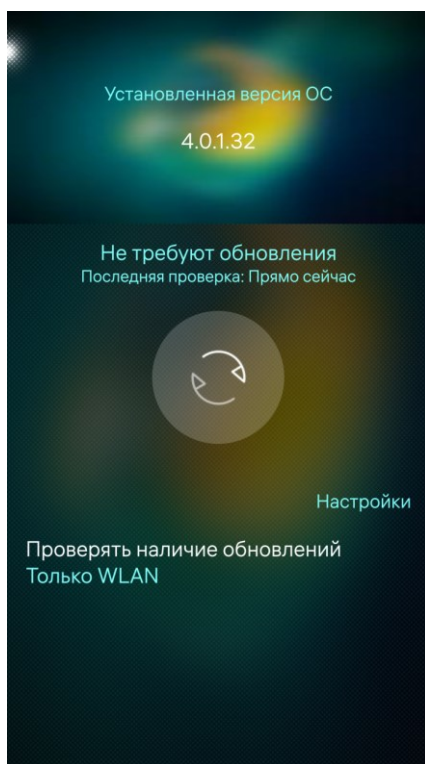 Установленная версия ОС
4.0.1.32
Не требуют обновления
Последняя проверка: Прямо сейчас
Настройки
Проверять наличие обновлений
Только WLAN